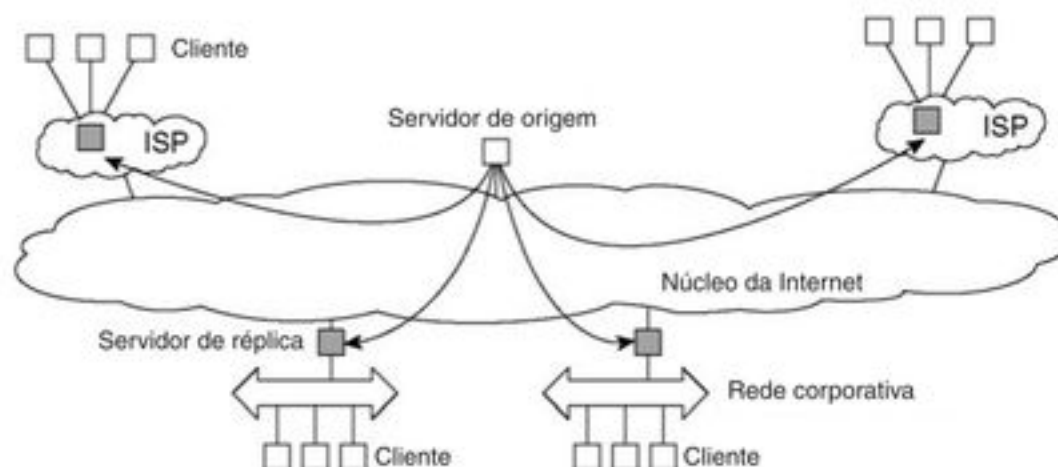 Cliente
ISP
Servidor de origem
ISP
Núcleo da Internet
Servidor de réplica
Rede corporativa
Cliente
Cliente